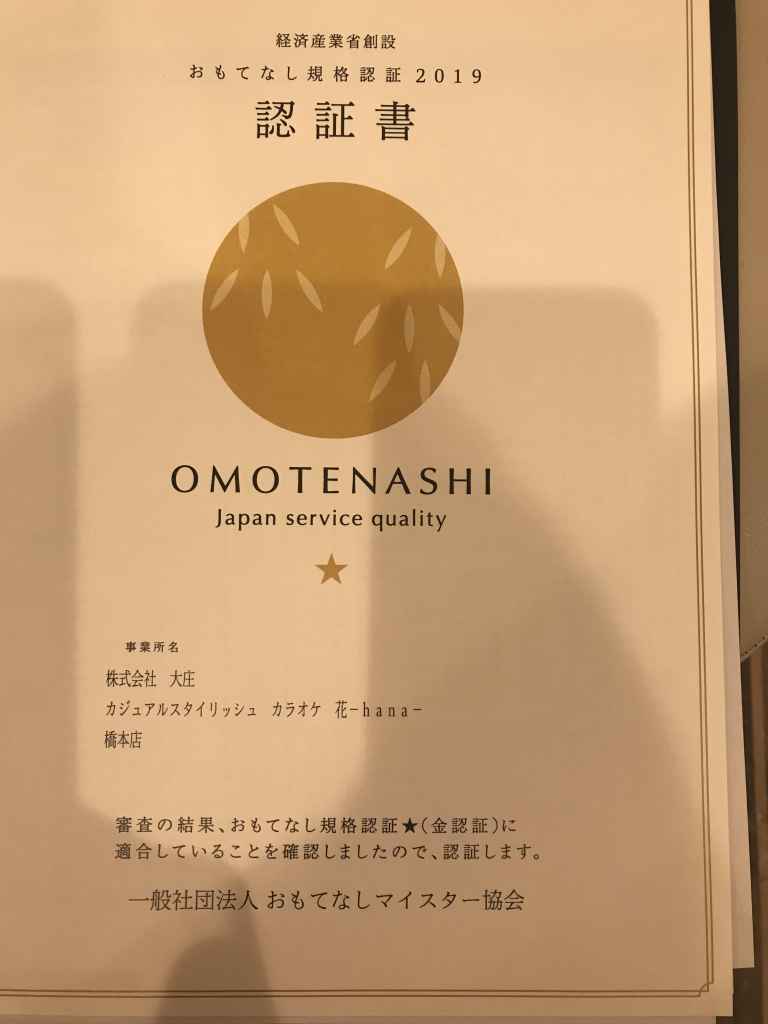 経済産業省創設
おもてなし規格認証 2019
認証書
OMOTENASHI
Japan service quality
★
事業所名
株式会社 大庄
カジュアルスタイリッシュ カラオケ 花－hana－
橋本店
審査の結果、おもてなし規格認証★(金認証)に
適合していることを確認しましたので、認証します。
一般社団法人 おもてなしマイスター協会